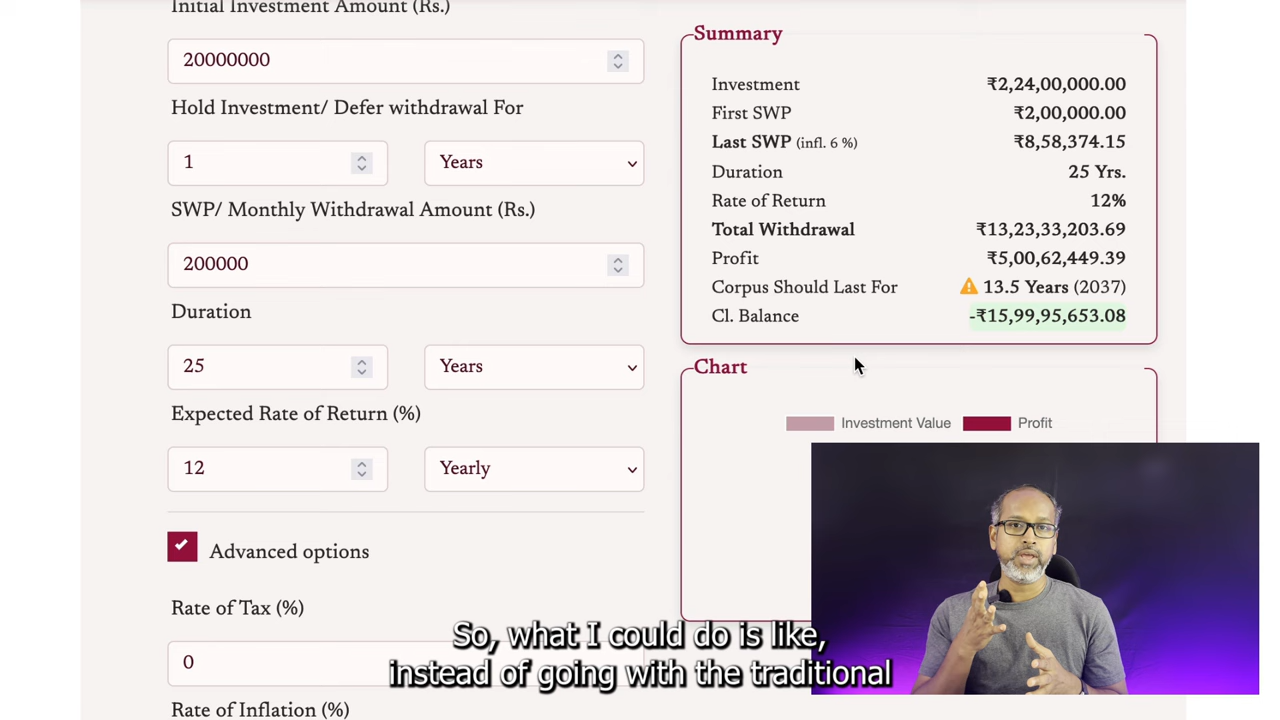 Initial Investment Amount (Rs.)
20000000
Hold Investment/ Defer withdrawal For
1
Years
SWP/ Monthly Withdrawal Amount (Rs.)
200000
Duration
25
Years
Expected Rate of Return (%)
12
Yearly
Advanced options
Rate of Tax (%)
0
Rate of Inflation (%)
Summary
Investment ₹2,24,00,000.00
First SWP ₹2,00,000.00
Last SWP (infl. 6 %) ₹8,58,374.15
Duration 25 Yrs.
Rate of Return 12%
Total Withdrawal ₹13,23,33,203.69
Profit ₹5,00,62,449.39
Corpus Should Last For 13.5 Years (2037)
Cl. Balance -₹15,99,95,653.08
Chart
Investment Value Profit
So, what I could do is like,
instead of going with the traditional